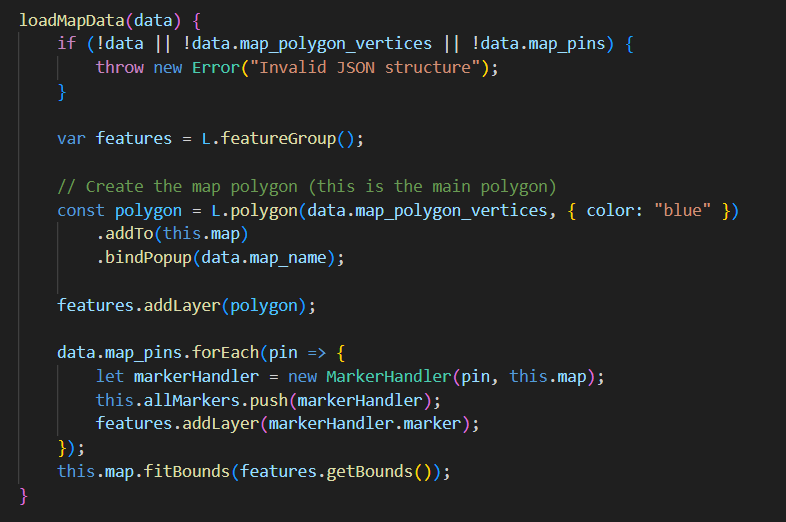 loadMapData(data) {
    if (!data || !data.map_polygon_vertices || !data.map_pins) {
        throw new Error("Invalid JSON structure");
    }

    var features = L.featureGroup();

    // Create the map polygon (this is the main polygon)
    const polygon = L.polygon(data.map_polygon_vertices, { color: "blue" })
        .addTo(this.map)
        .bindPopup(data.map_name);

    features.addLayer(polygon);

    data.map_pins.forEach(pin => {
        let markerHandler = new MarkerHandler(pin, this.map);
        this.allMarkers.push(markerHandler);
        features.addLayer(markerHandler.marker);
    });
    this.map.fitBounds(features.getBounds());
}